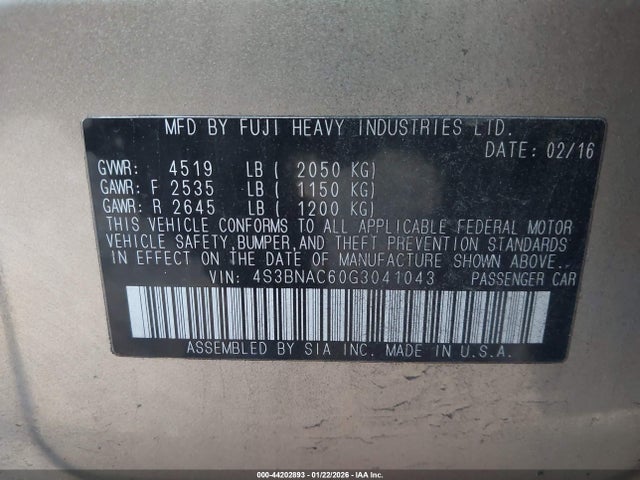 MFD BY FUJI HEAVY INDUSTRIES LTD.
DATE: 02/16
GVWR: 4519 LB ( 2050 KG)
GAWR: F 2535 LB ( 1150 KG)
GAWR: R 2645 LB ( 1200 KG)
THIS VEHICLE CONFORMS TO ALL APPLICABLE FEDERAL MOTOR
VEHICLE SAFETY, BUMPER, AND THEFT PREVENTION STANDARDS
IN EFFECT ON THE DATE OF MANUFACTURE SHOWN ABOVE.
VIN: 4S3BNAC60G3041043 PASSENGER CAR
ASSEMBLED BY SIA INC. MADE IN U.S.A.
000-44202893 - 01/22/2026 - IAA Inc.